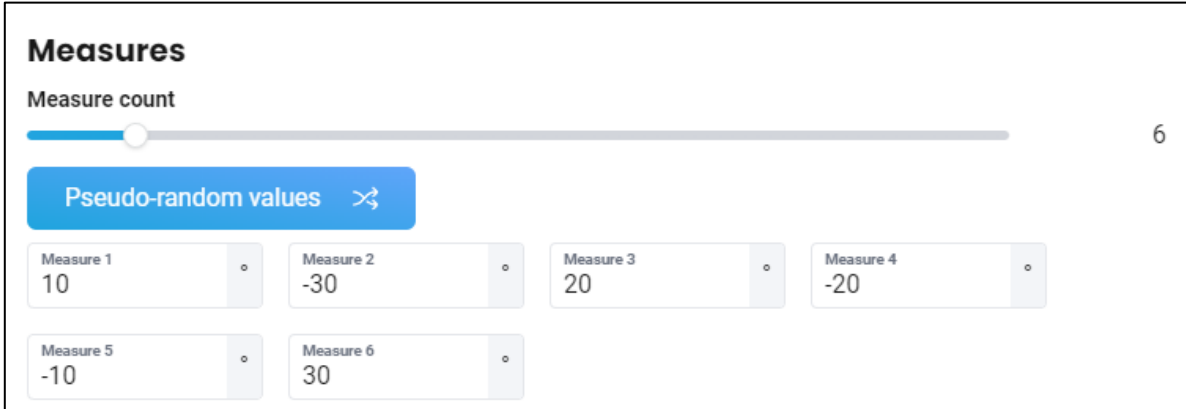 Measures
Measure count
6
Pseudo-random values
Measure 1
10 °
Measure 2
-30 °
Measure 3
20 °
Measure 4
-20 °
Measure 5
-10 °
Measure 6
30 °